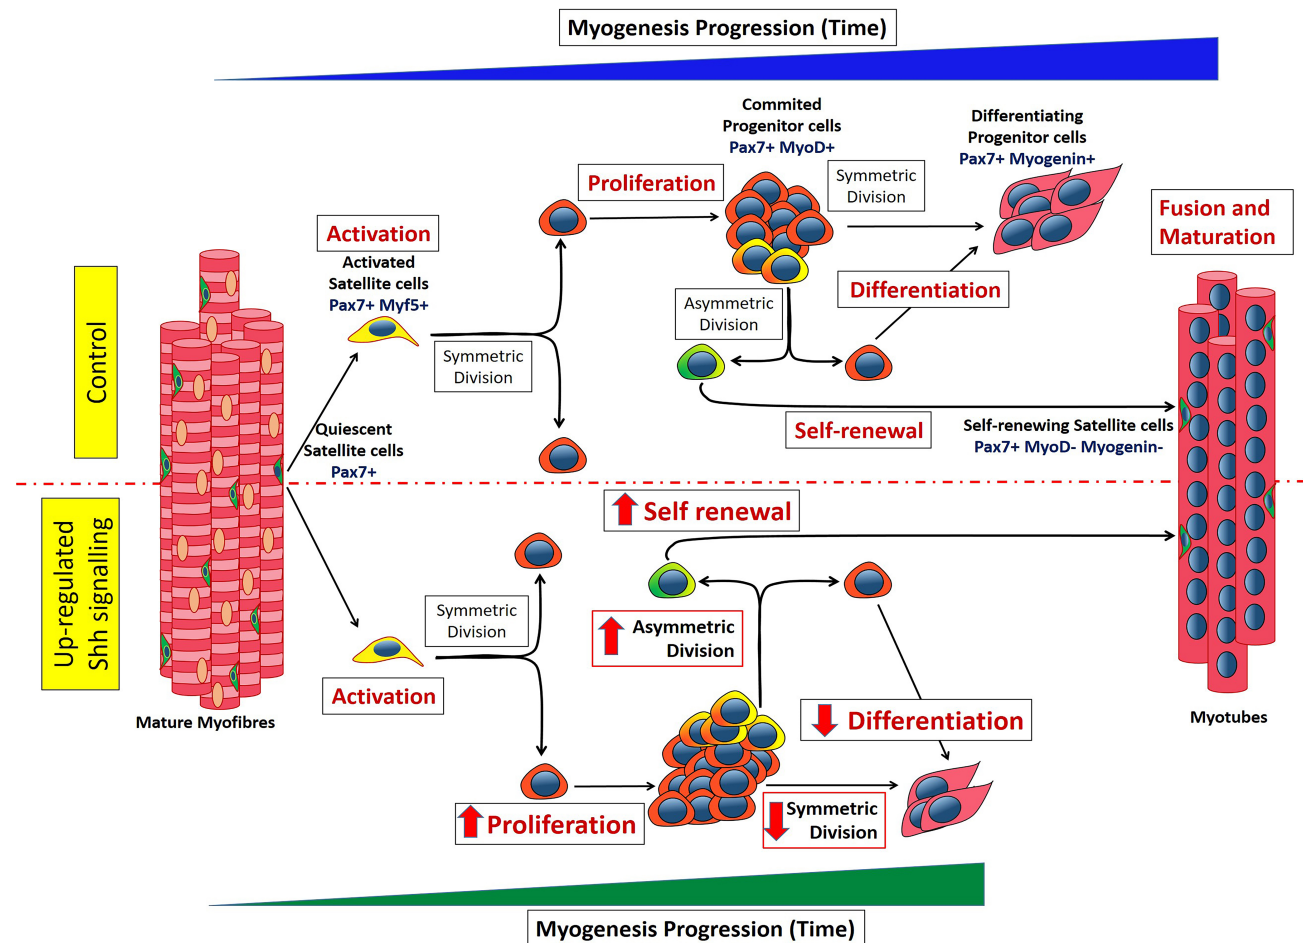 Myogenesis Progression (Time)
Commited
Progenitor cells
Pax7+ MyoD+
Differentiating
Progenitor cells
Pax7+ Myogenin+
Proliferation
Symmetric
Division
Fusion and
Maturation
Activation
Activated
Satellite cells
Pax7+ Myf5+
Control
Symmetric
Division
Asymmetric
Division
Differentiation
Quiescent
Satellite cells
Pax7+
Self-renewal
Self-renewing Satellite cells
Pax7+ MyoD- Myogenin-
Up-regulated
Shh signalling
Self renewal
Symmetric
Division
Asymmetric
Division
Activation
Mature Myofibres
Differentiation
Myotubes
Proliferation
Symmetric
Division
Myogenesis Progression (Time)